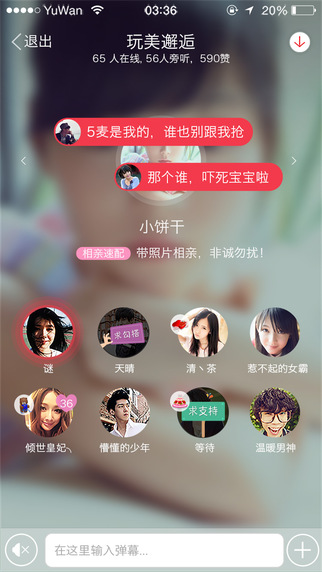 YuWan 03:36 20%
退出
玩美邂逅
65 人在线, 56人旁听，590赞
5麦是我的，谁也别跟我抢
那个谁，吓死宝宝啦
小饼干
相亲速配 带照片相亲，非诚勿扰！
求勾搭
谜 天晴 清丶茶 惹不起的女霸
36
求支持
倾世皇妃乀 懵懂的少年 等待 温暖男神
在这里输入弹幕...